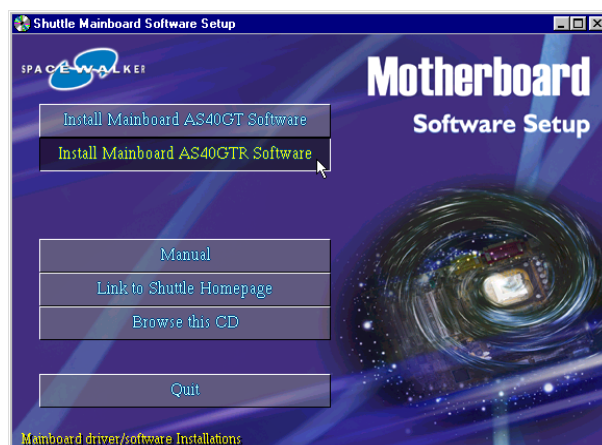 Shuttle Mainboard Software Setup
SPACEWALKER
Motherboard
Software Setup
Install Mainboard AS40GT Software
Install Mainboard AS40GTR Software
Manual
Link to Shuttle Homepage
Browse this CD
Quit
Mainboard driver/software Installations